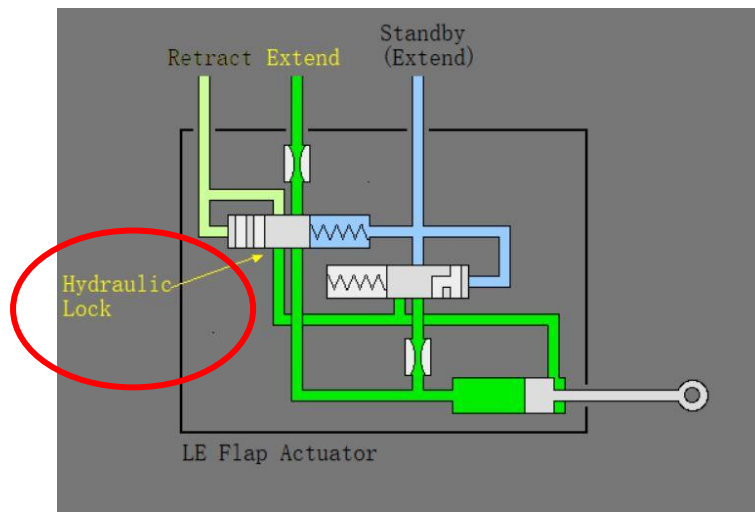 Standby
Retract Extend (Extend)
Hydraulic
Lock
LE Flap Actuator